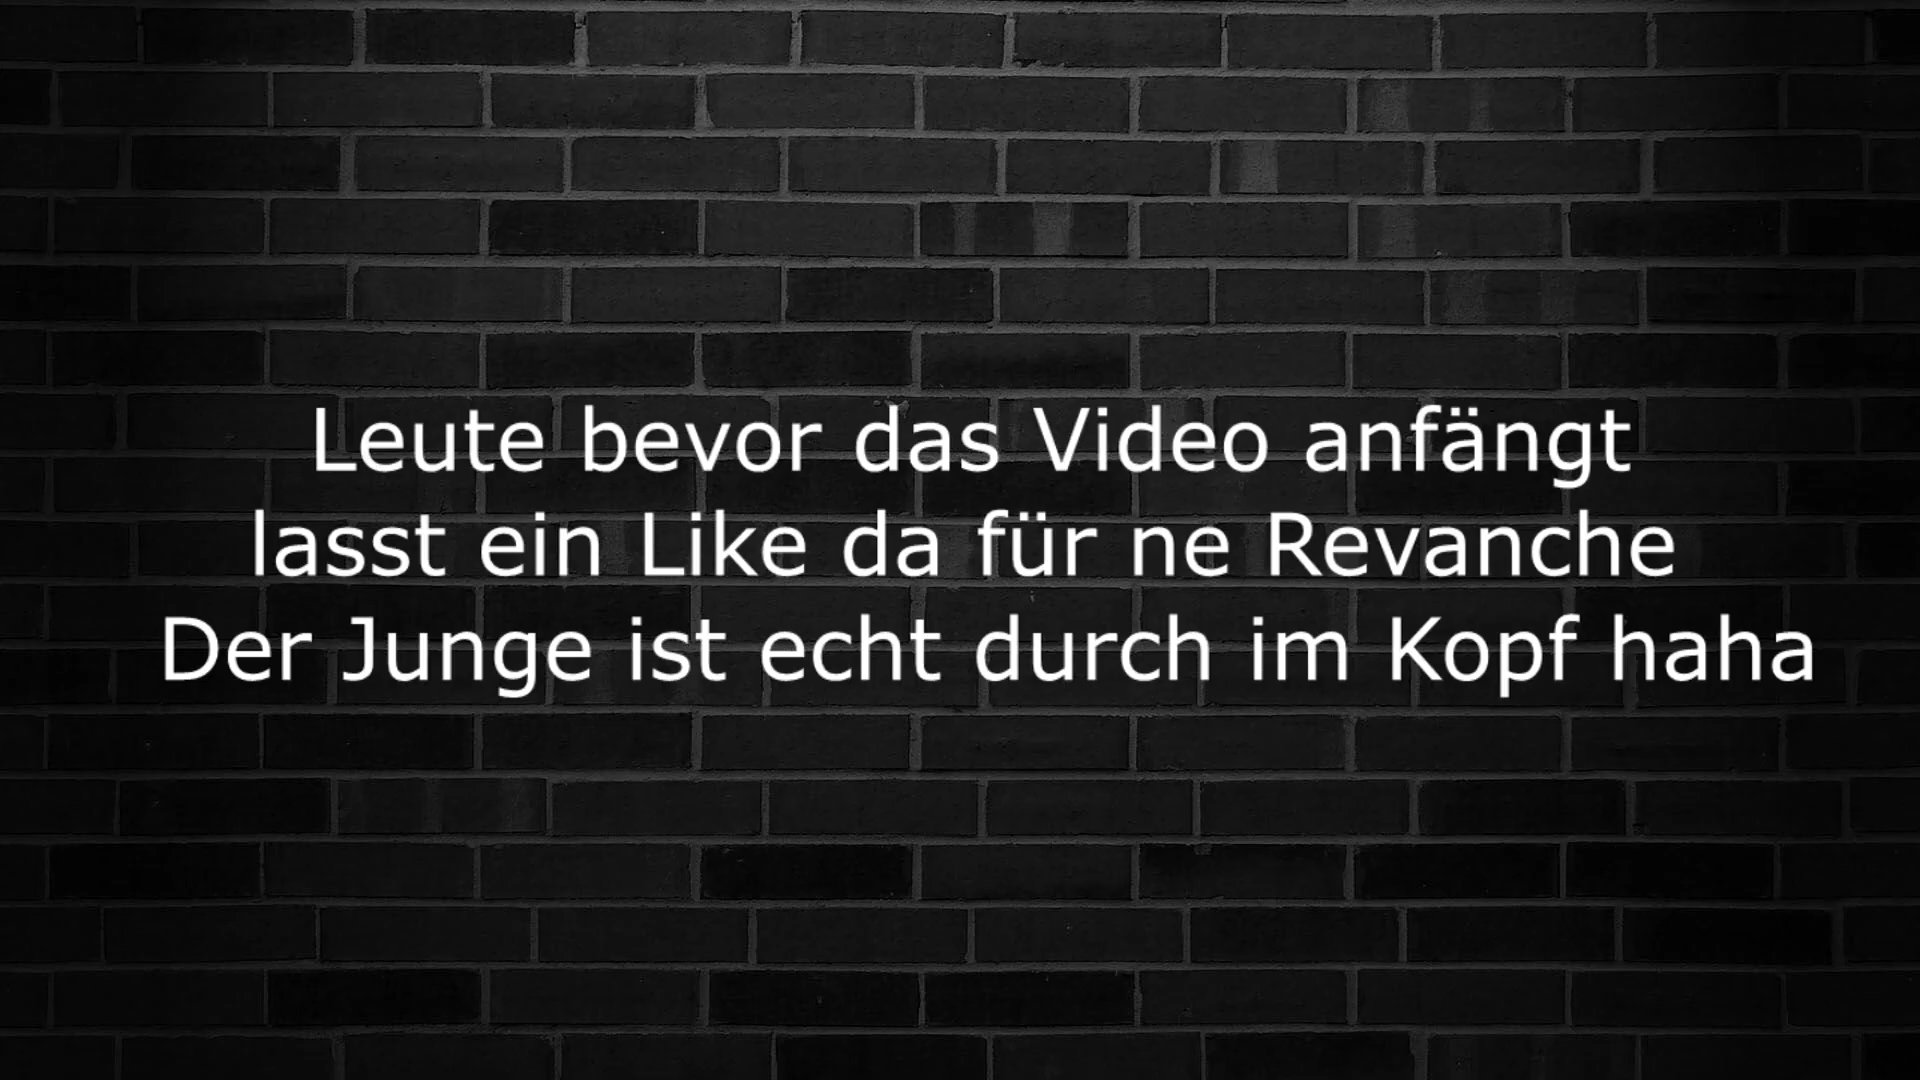 Leute bevor das Video anfängt
lasst ein Like da für ne Revanche
Der Junge ist echt durch im Kopf haha